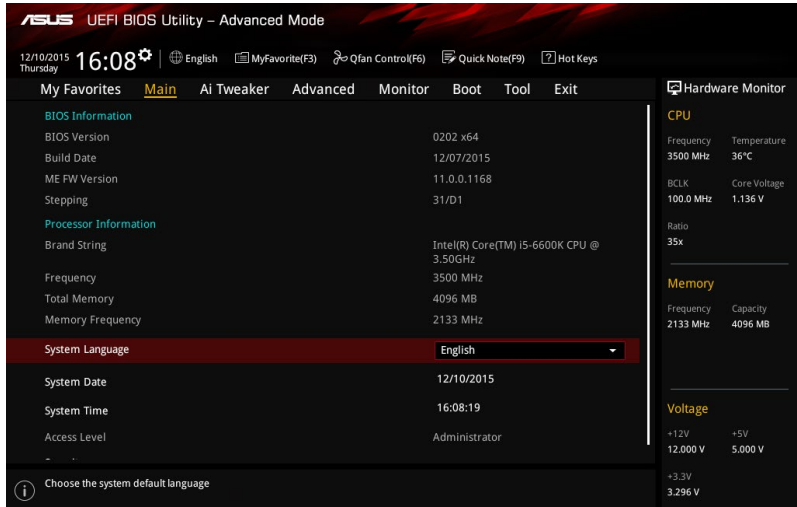 ASUS UEFI BIOS Utility – Advanced Mode
12/10/2015
Thursday
16:08
English
MyFavorite(F3)
Qfan Control(F6)
Quick Note(F9)
? Hot Keys
My Favorites Main Ai Tweaker Advanced Monitor Boot Tool Exit
BIOS Information
BIOS Version 0202 x64
Build Date 12/07/2015
ME FW Version 11.0.0.1168
Stepping 31/D1
Processor Information
Brand String Intel(R) Core(TM) i5-6600K CPU @
3.50GHz
Frequency 3500 MHz
Total Memory 4096 MB
Memory Frequency 2133 MHz
System Language English
System Date 12/10/2015
System Time 16:08:19
Access Level Administrator
Choose the system default language
Hardware Monitor
CPU
Frequency Temperature
3500 MHz 36°C
BCLK Core Voltage
100.0 MHz 1.136 V
Ratio
35x
Memory
Frequency Capacity
2133 MHz 4096 MB
Voltage
+12V +5V
12.000 V 5.000 V
+3.3V
3.296 V